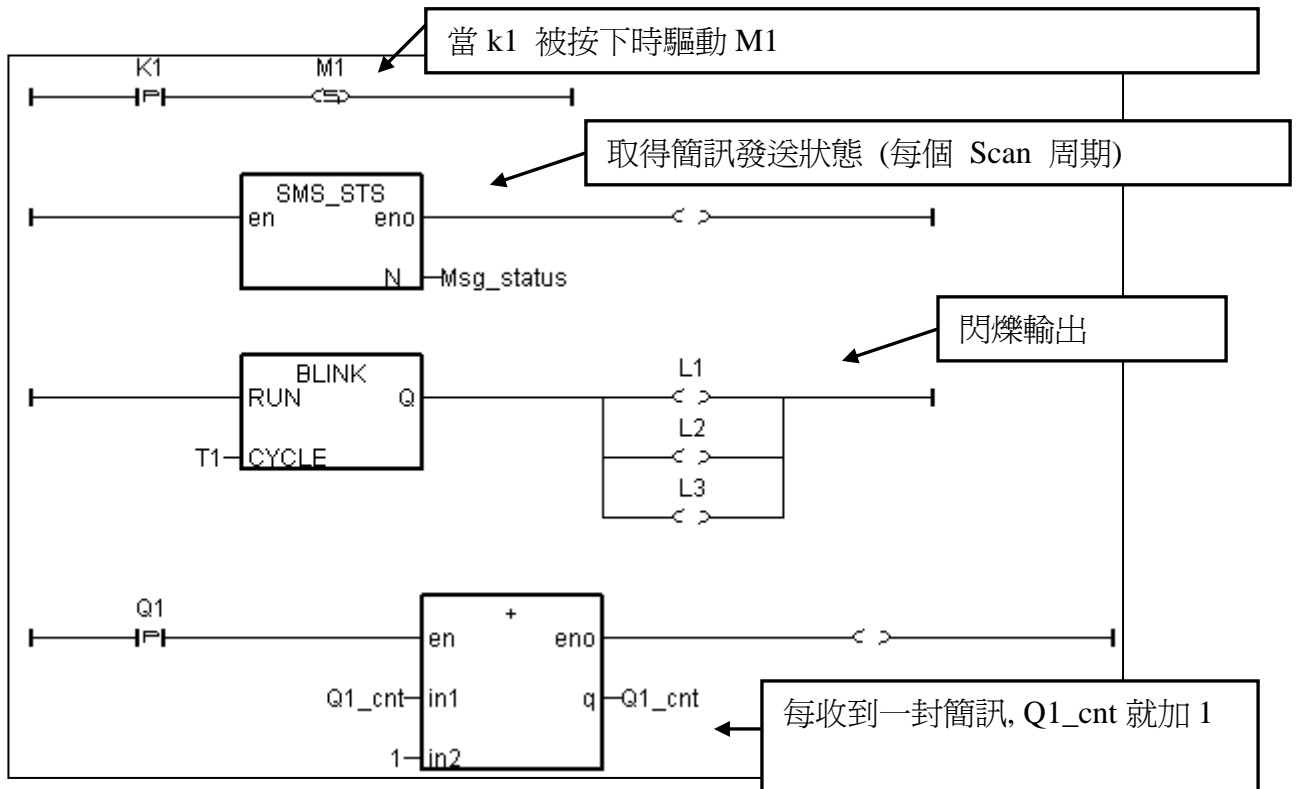 當 k1 被按下時驅動 M1
K1 M1
P S
取得簡訊發送狀態 (每個 Scan 周期)
SMS_STS
en eno
N Msg_status
閃爍輸出
BLINK
RUN Q
T1 CYCLE
L1
L2
L3
Q1
P
+
en eno
Q1_cnt in1 q Q1_cnt
1 in2
每收到一封簡訊, Q1_cnt 就加 1